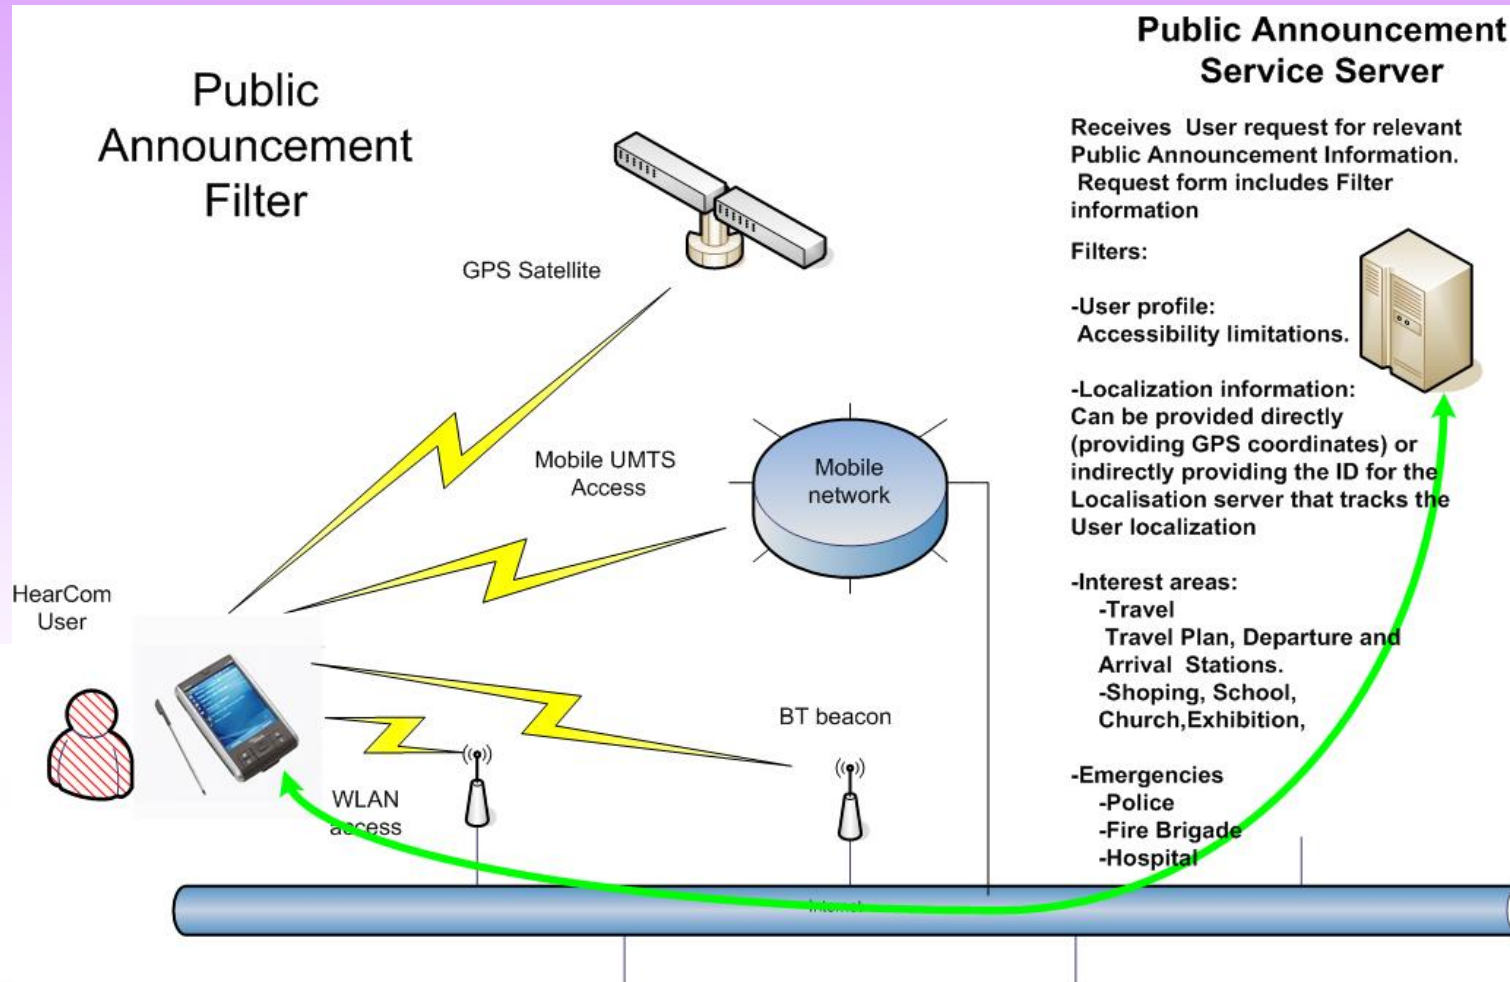 Public
Announcement
Filter
GPS Satellite
Mobile UMTS
Access
Mobile
network
HearCom
User
BT beacon
WLAN
access
Internet
Public Announcement
Service Server
Receives User request for relevant
Public Announcement Information.
Request form includes Filter
information
Filters:
-User profile:
Accessibility limitations.
-Localization information:
Can be provided directly
(providing GPS coordinates) or
indirectly providing the ID for the
Localisation server that tracks the
User localization
-Interest areas:
-Travel
Travel Plan, Departure and
Arrival Stations.
-Shoping, School,
Church,Exhibition,
-Emergencies
-Police
-Fire Brigade
-Hospital